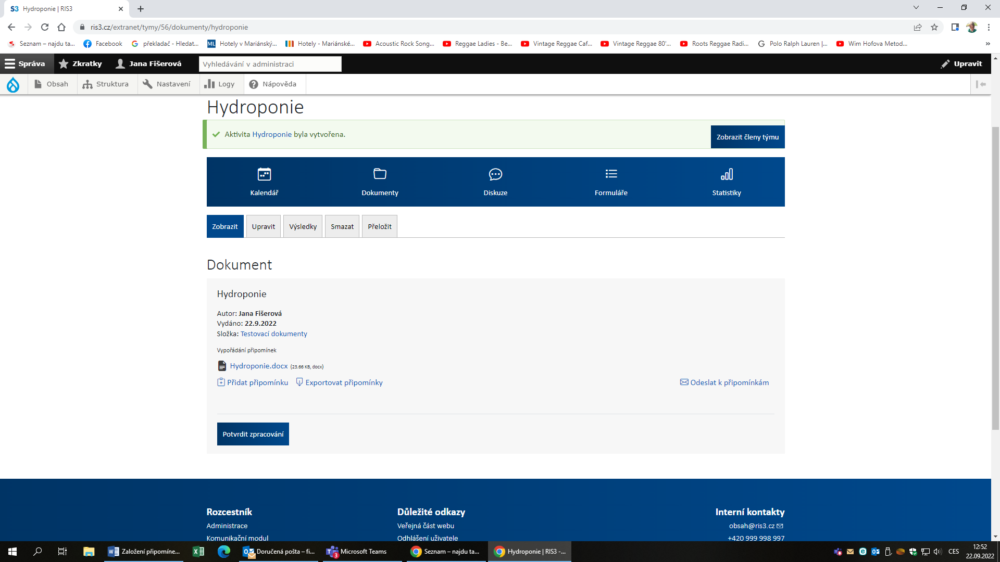 S3 Hydroponie | RIS3
ris3.cz/extranet/tymy/56/dokumenty/hydroponie
Seznam – najdu ta... Facebook překladač - Hledat... Hotely v Mariánský... Hotely - Mariánské... Acoustic Rock Song... Reggae Ladies - Be... Vintage Reggae Caf... Vintage Reggae 80'... Roots Reggae Radi... Polo Ralph Lauren |... Wim Hofova Metod... »
Správa Zkratky Jana Fišerová Vyhledávání v administraci Upravit
Obsah Struktura Nastavení Logy Nápověda
Hydroponie
Aktivita Hydroponie byla vytvořena.
Zobrazit členy týmu
Kalendář Dokumenty Diskuze Formuláře Statistiky
Zobrazit Upravit Výsledky Smazat Přeložit
Dokument
Hydroponie
Autor: Jana Fišerová
Vydáno: 22.9.2022
Složka: Testovací dokumenty
Vypořádání připomínek
Hydroponie.docx (23.66 KB, docx)
Přidat připomínku Exportovat připomínky Odeslat k připomínkám
Potvrdit zpracování
Rozcestník Důležité odkazy Interní kontakty
Administrace Veřejná část webu obsah@ris3.cz
Komunikační modul Odhlášení uživatele +420 999 998 997
Založení připomíne... Doručená pošta – fi... 3 Microsoft Teams Seznam – najdu ta... Hydroponie | RIS3 -... CES 12:52
22.09.2022